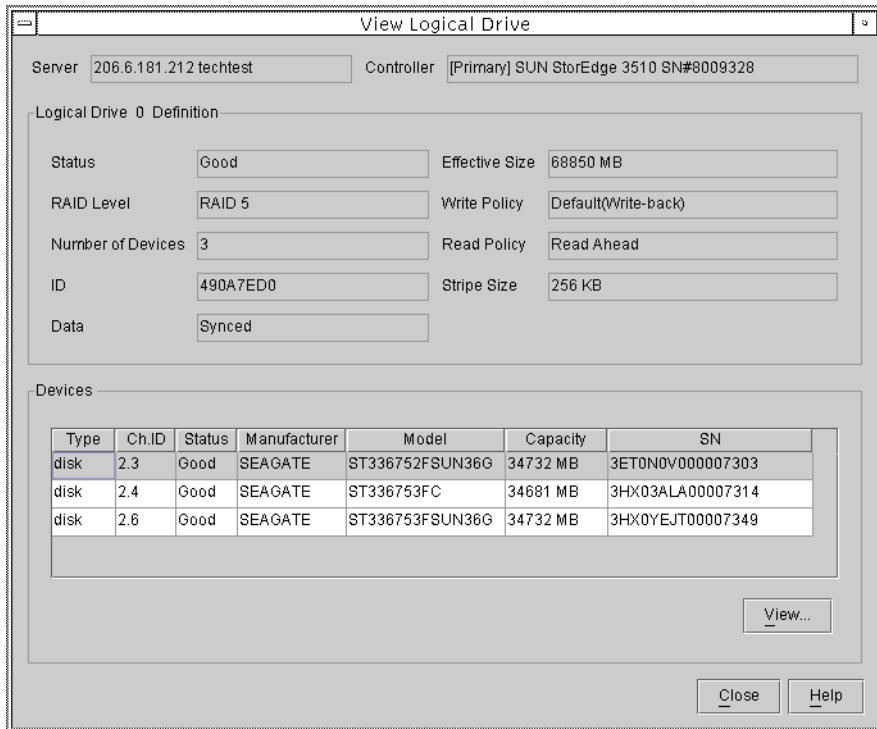 View Logical Drive
Server 206.6.181.212 techtest Controller [Primary] SUN StorEdge 3510 SN#8009328
Logical Drive 0 Definition
Status Good Effective Size 68850 MB
RAID Level RAID 5 Write Policy Default(Write-back)
Number of Devices 3 Read Policy Read Ahead
ID 490A7ED0 Stripe Size 256 KB
Data Synced
Devices
Type Ch.ID Status Manufacturer Model Capacity SN
disk 2.3 Good SEAGATE ST336752FSUN36G 34732 MB 3ET0N0V000007303
disk 2.4 Good SEAGATE ST336753FC 34681 MB 3HX03ALA00007314
disk 2.6 Good SEAGATE ST336753FSUN36G 34732 MB 3HX0YEJT00007349
View...
Close Help